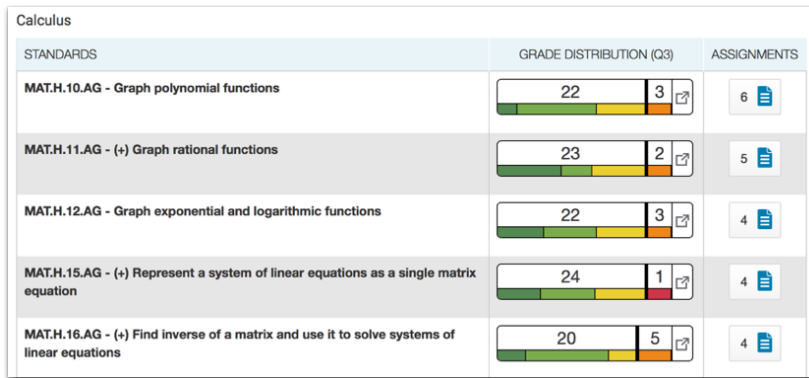 Calculus
STANDARDS GRADE DISTRIBUTION (Q3) ASSIGNMENTS
MAT.H.10.AG - Graph polynomial functions 22 3 6
MAT.H.11.AG - (+) Graph rational functions 23 2 5
MAT.H.12.AG - Graph exponential and logarithmic functions 22 3 4
MAT.H.15.AG - (+) Represent a system of linear equations as a single matrix
equation 24 1 4
MAT.H.16.AG - (+) Find inverse of a matrix and use it to solve systems of
linear equations 20 5 4